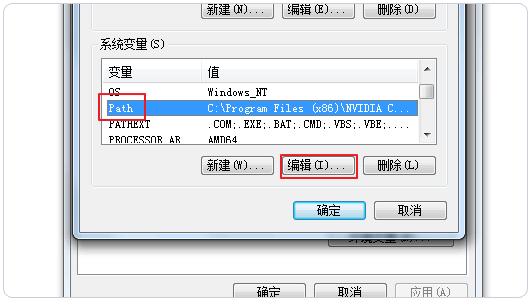 新建(N)... 编辑(E)... 删除(D)
系统变量(S)
变量 值
OS Windows_NT
Path C:\Program Files (x86)\NVIDIA C...
PATHEXT .COM;.EXE;.BAT;.CMD;.VBS;.VBE;....
PROCESSOR_AR AMD64
新建(W)... 编辑(I)... 删除(L)
确定 取消
确定 取消 应用(A)